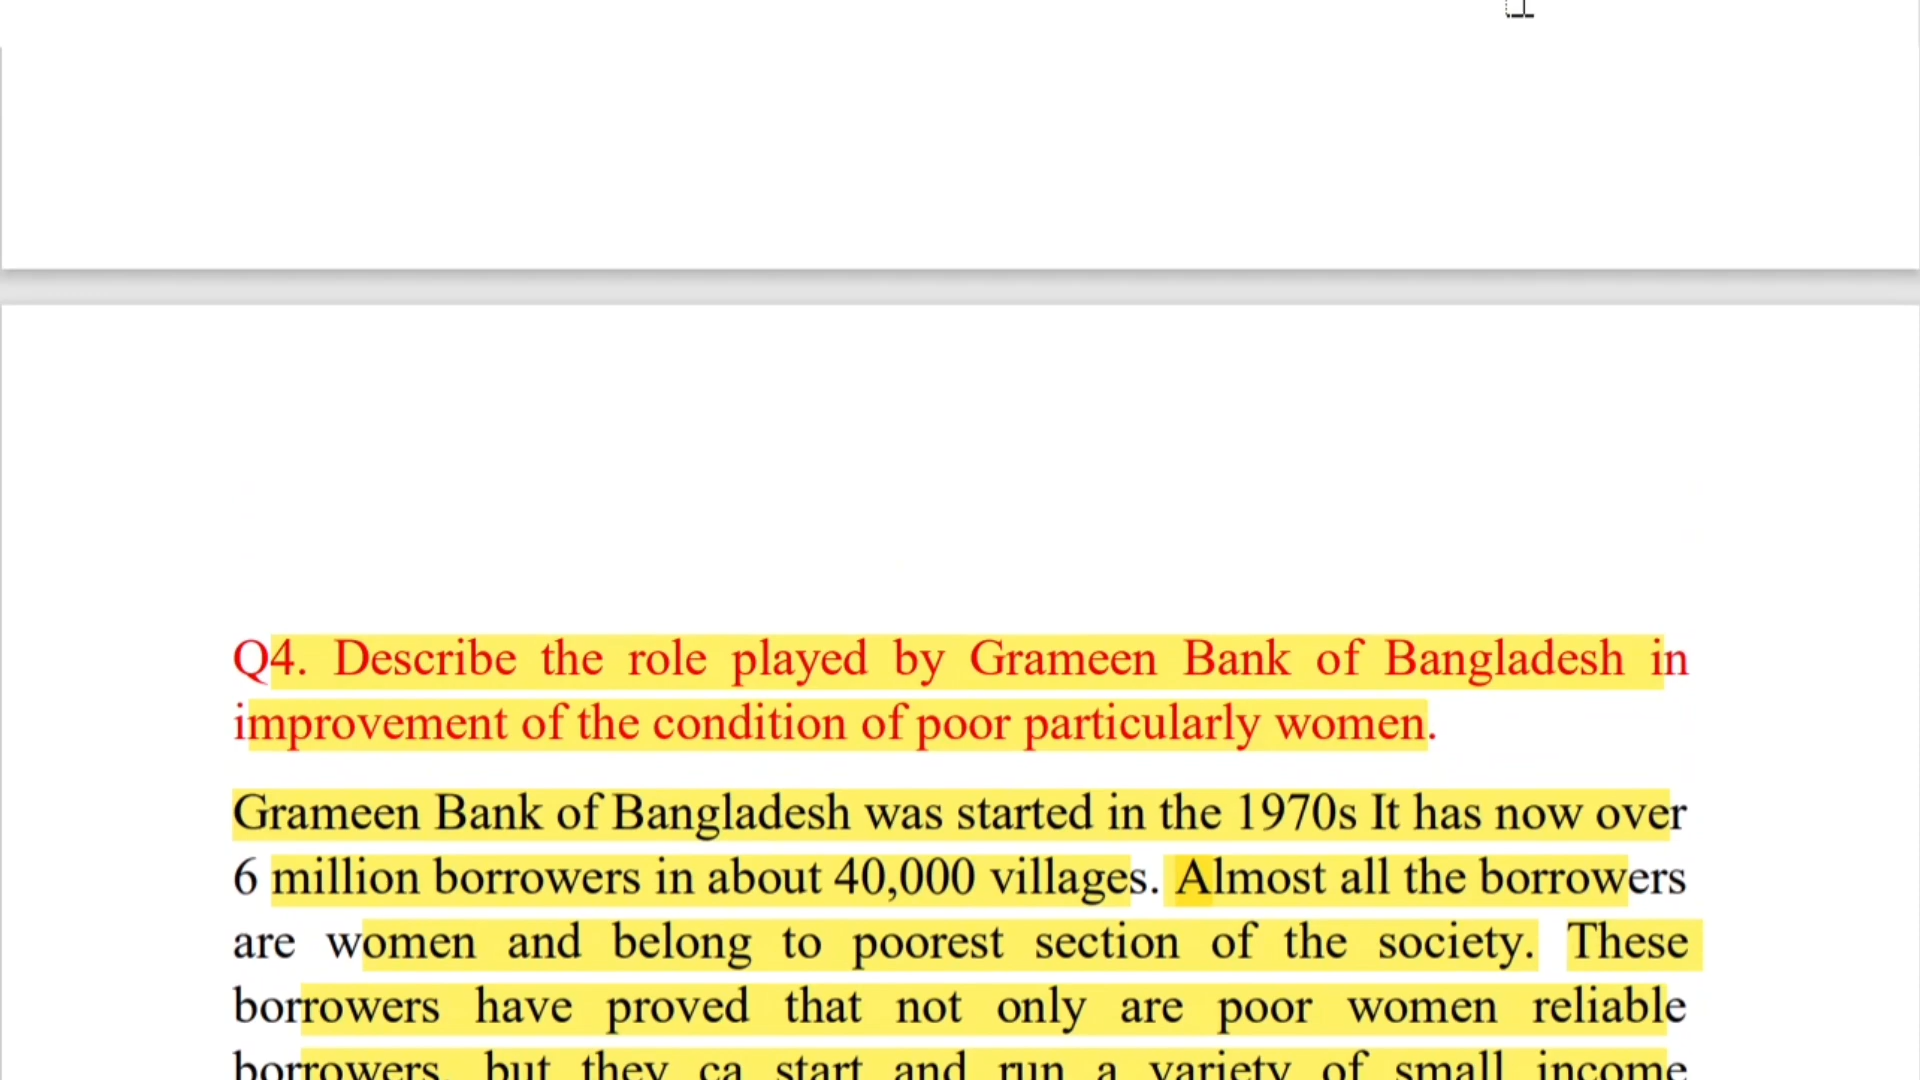 Q4. Describe the role played by Grameen Bank of Bangladesh in
improvement of the condition of poor particularly women.
Grameen Bank of Bangladesh was started in the 1970s It has now over
6 million borrowers in about 40,000 villages. Almost all the borrowers
are women and belong to poorest section of the society. These
borrowers have proved that not only are poor women reliable
borrowers, but they ca start and run a variety of small income